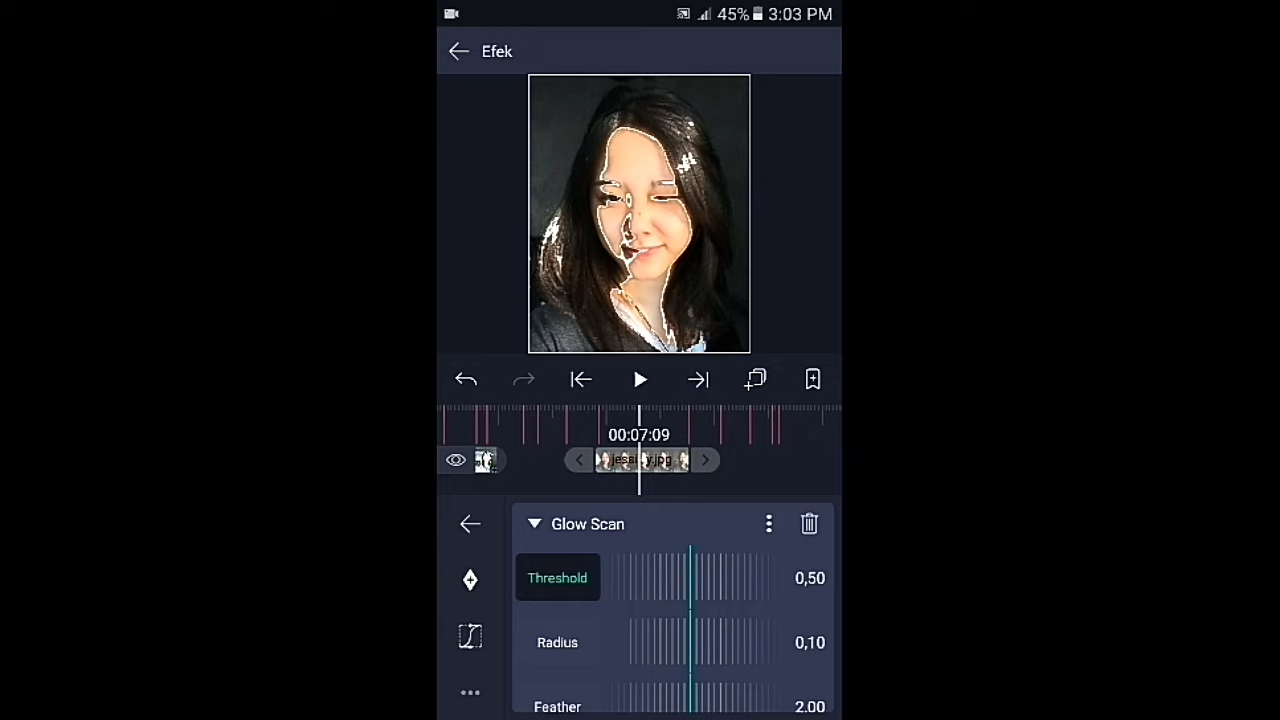 45% 3:03 PM
Efek
00:07:09
Glow Scan
Threshold 0,50
Radius 0,10
Feather 2.00